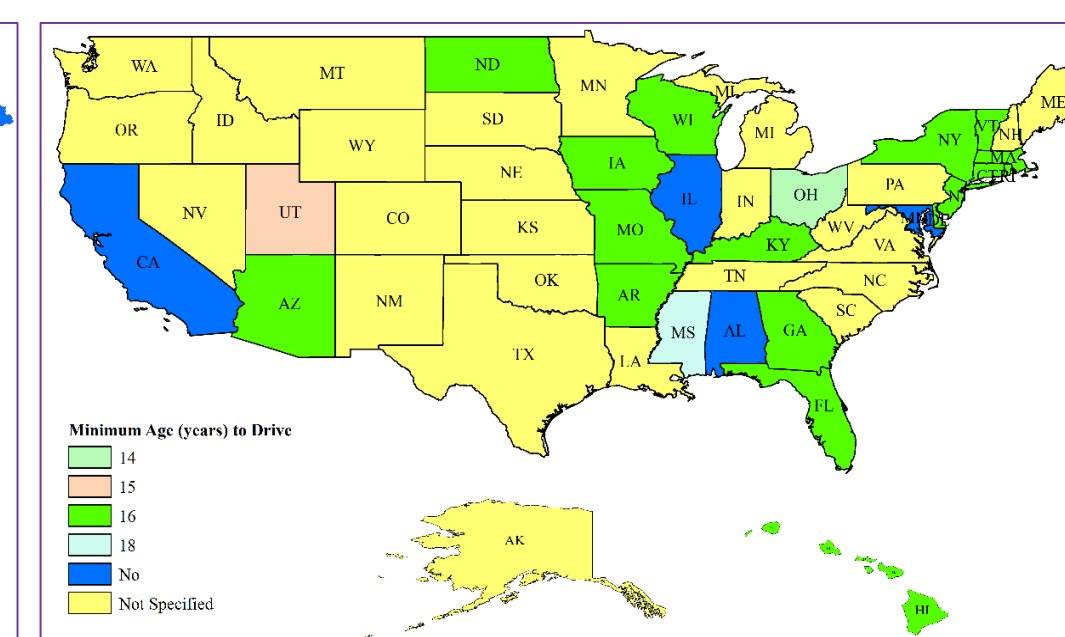 WA
MT
ND
MN
MI
ME
OR
ID
SD
WI
MI
NY
VT
NH
WY
IA
MA
NE
CT
RI
NV
UT
CO
IL
IN
OH
PA
KS
MO
WV
DE
CA
KY
VA
AZ
NM
OK
TN
NC
AR
SC
MS
AL
GA
TX
LA
FL
Minimum Age (years) to Drive
14
15
16
18
No
Not Specified
AK
HI